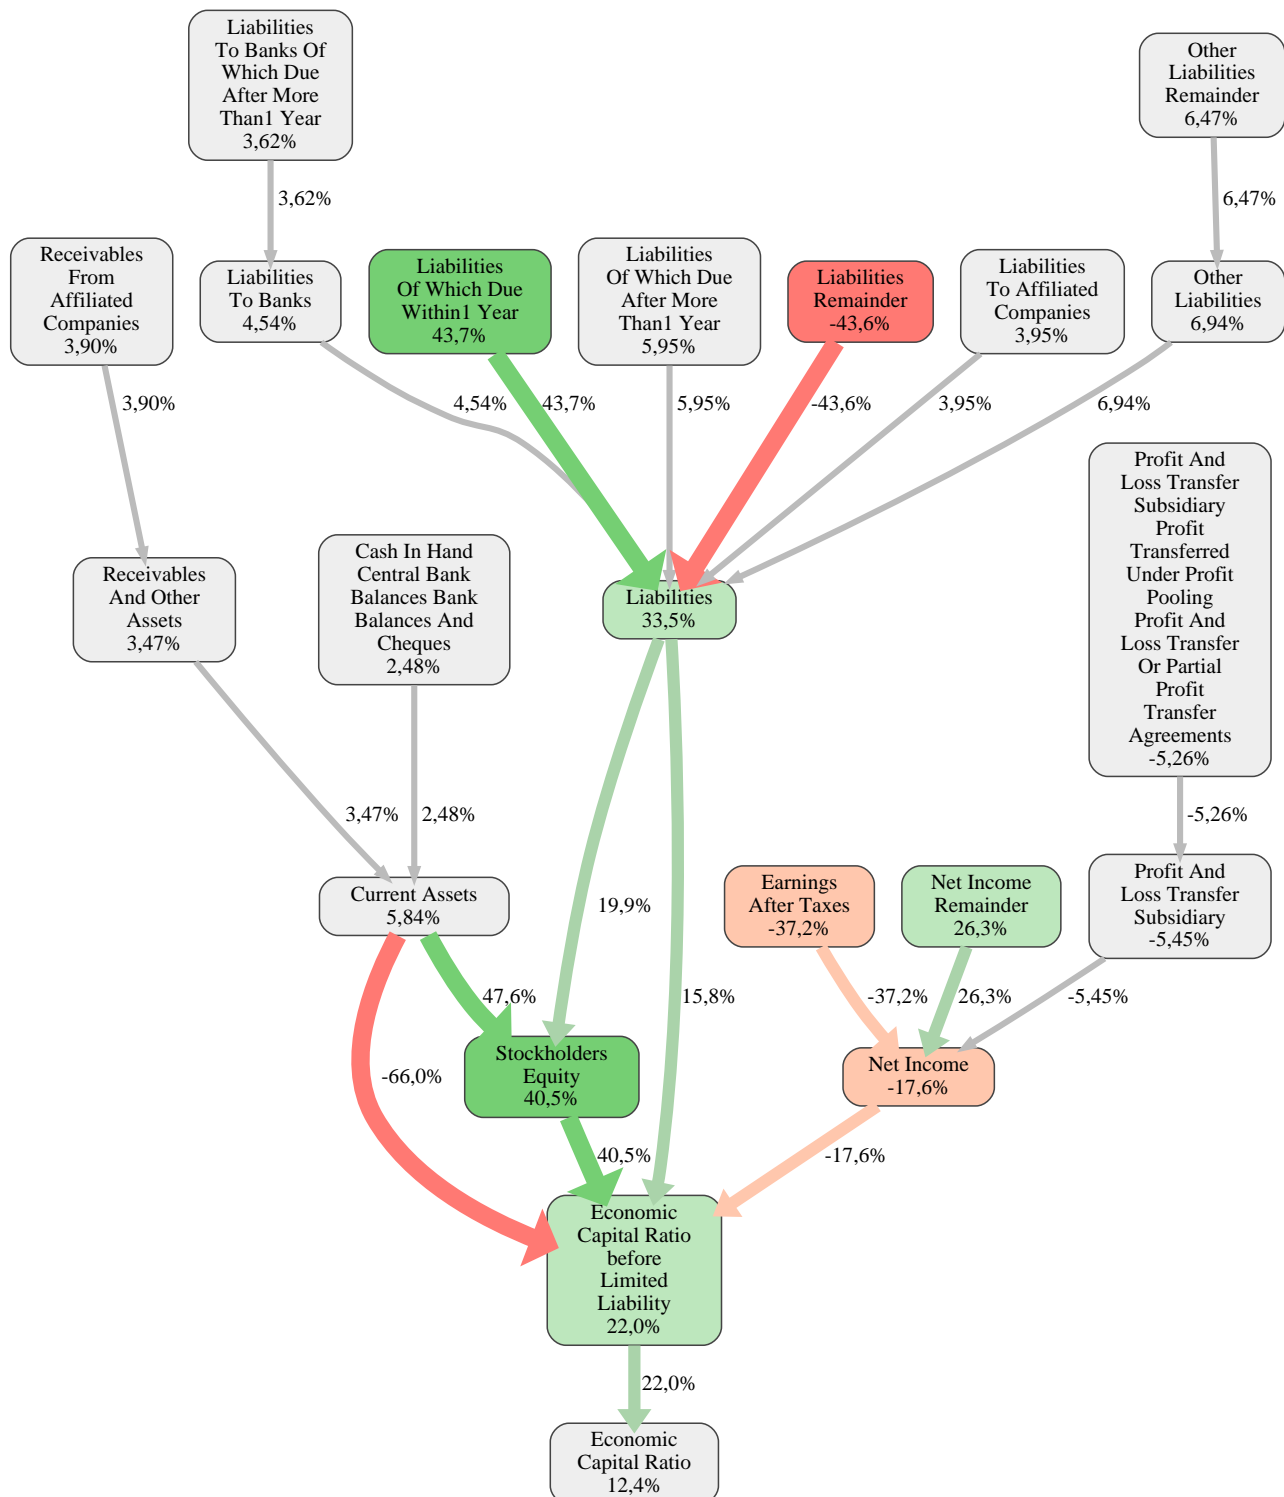 Liabilities
To Banks Of
Which Due
After More
Than1 Year
3,62%
Other
Liabilities
Remainder
6,47%
3,62%
6,47%
Receivables
From
Affiliated
Companies
3,90%
Liabilities
To Banks
4,54%
Liabilities
Of Which Due
Within1 Year
43,7%
Liabilities
Of Which Due
After More
Than1 Year
5,95%
Liabilities
Remainder
-43,6%
Liabilities
To Affiliated
Companies
3,95%
Other
Liabilities
6,94%
3,90%
4,54%
43,7%
5,95%
-43,6%
3,95%
6,94%
Receivables
And Other
Assets
3,47%
Cash In Hand
Central Bank
Balances Bank
Balances And
Cheques
2,48%
Liabilities
33,5%
Profit And
Loss Transfer
Subsidiary
Profit
Transferred
Under Profit
Pooling
Profit And
Loss Transfer
Or Partial
Profit
Transfer
Agreements
-5,26%
3,47%
2,48%
-5,26%
Current Assets
5,84%
19,9%
Earnings
After Taxes
-37,2%
Net Income
Remainder
26,3%
Profit And
Loss Transfer
Subsidiary
-5,45%
47,6%
15,8%
-37,2%
26,3%
-5,45%
-66,0%
Stockholders
Equity
40,5%
Net Income
-17,6%
40,5%
-17,6%
Economic
Capital Ratio
before
Limited
Liability
22,0%
22,0%
Economic
Capital Ratio
12,4%